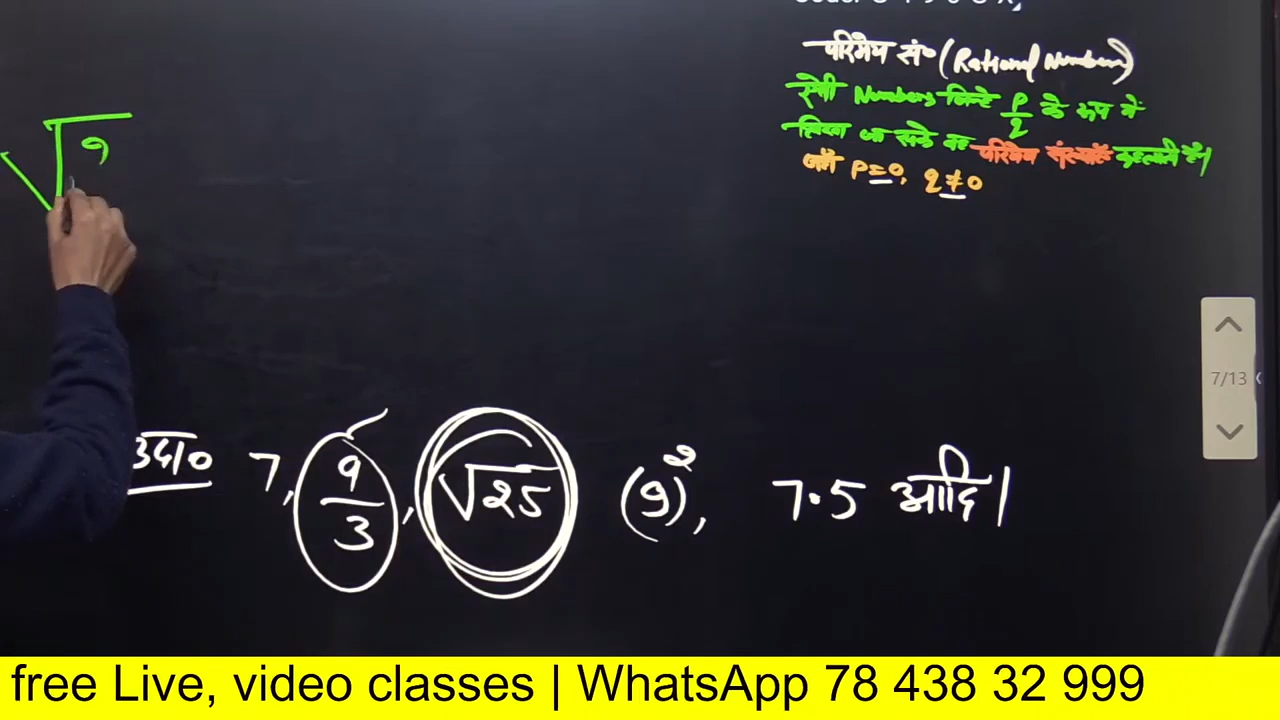 परिमेय सं० (Rational Numbers)
ऐसी Numbers जिन्हे P/q के रूप में
लिखा जा सके वह परिमेय संख्याएँ कहलाते हैं।
जहाँ P=0, q≠0
√9
उदा० 7, 9/3, √25 (9)², 7.5 आदि।
7/13
free Live, video classes | WhatsApp 78 438 32 999